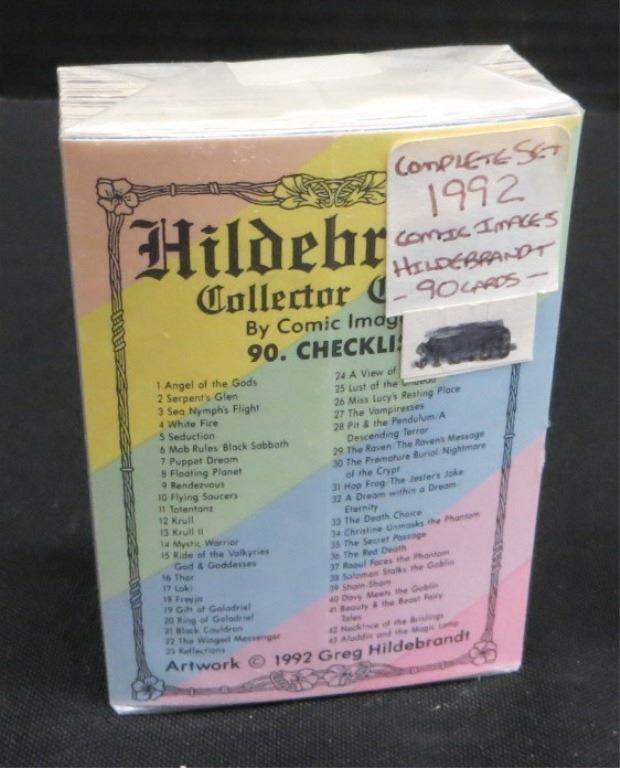 Hildebr
Collector C
By Comic Imag
90. CHECKLIS
COMPLETE SET
1992
COMIC IMAGES
HILDEBRANDT
- 90 CARDS -
1 Angel of the Gods
2 Serpent's Glen
3 Sea Nymph's Flight
4 White Fire
5 Seduction
6 Mob Rules/Black Sabbath
7 Puppet Dream
8 Floating Planet
9 Rendezvous
10 Flying Saucers
11 Totentanz
12 Krull
13 Krull II
14 Mystic Warrior
15 Ride of the Valkyries
God & Goddesses
16 Thor
17 Loki
18 Freyja
19 Gift of Galadriel
20 Ring of Galadriel
21 Black Cauldron
22 The Winged Messenger
23 Reflections
24 A View of
25 Lust of the Undead
26 Miss Lucy's Resting Place
27 The Vampiresses
28 Pit & the Pendulum/A
Descending Terror
29 The Raven: The Raven's Message
30 The Premature Burial/Nightmare
of the Crypt
31 Hop Frog: The Jester's Joke
32 A Dream within a Dream-
Eternity
33 The Death Choice
34 Christine Unmasks the Phantom
35 The Secret Passage
36 The Red Death
37 Raoul Faces the Phantom
38 Solomon Stalks the Goblin
39 Sham-Sham
40 Davy Meets the Goblin
41 Beauty & the Beast Fairy
Tales
42 Necklace of the Brisings
43 Aladdin and the Magic Lamp
Artwork © 1992 Greg Hildebrandt